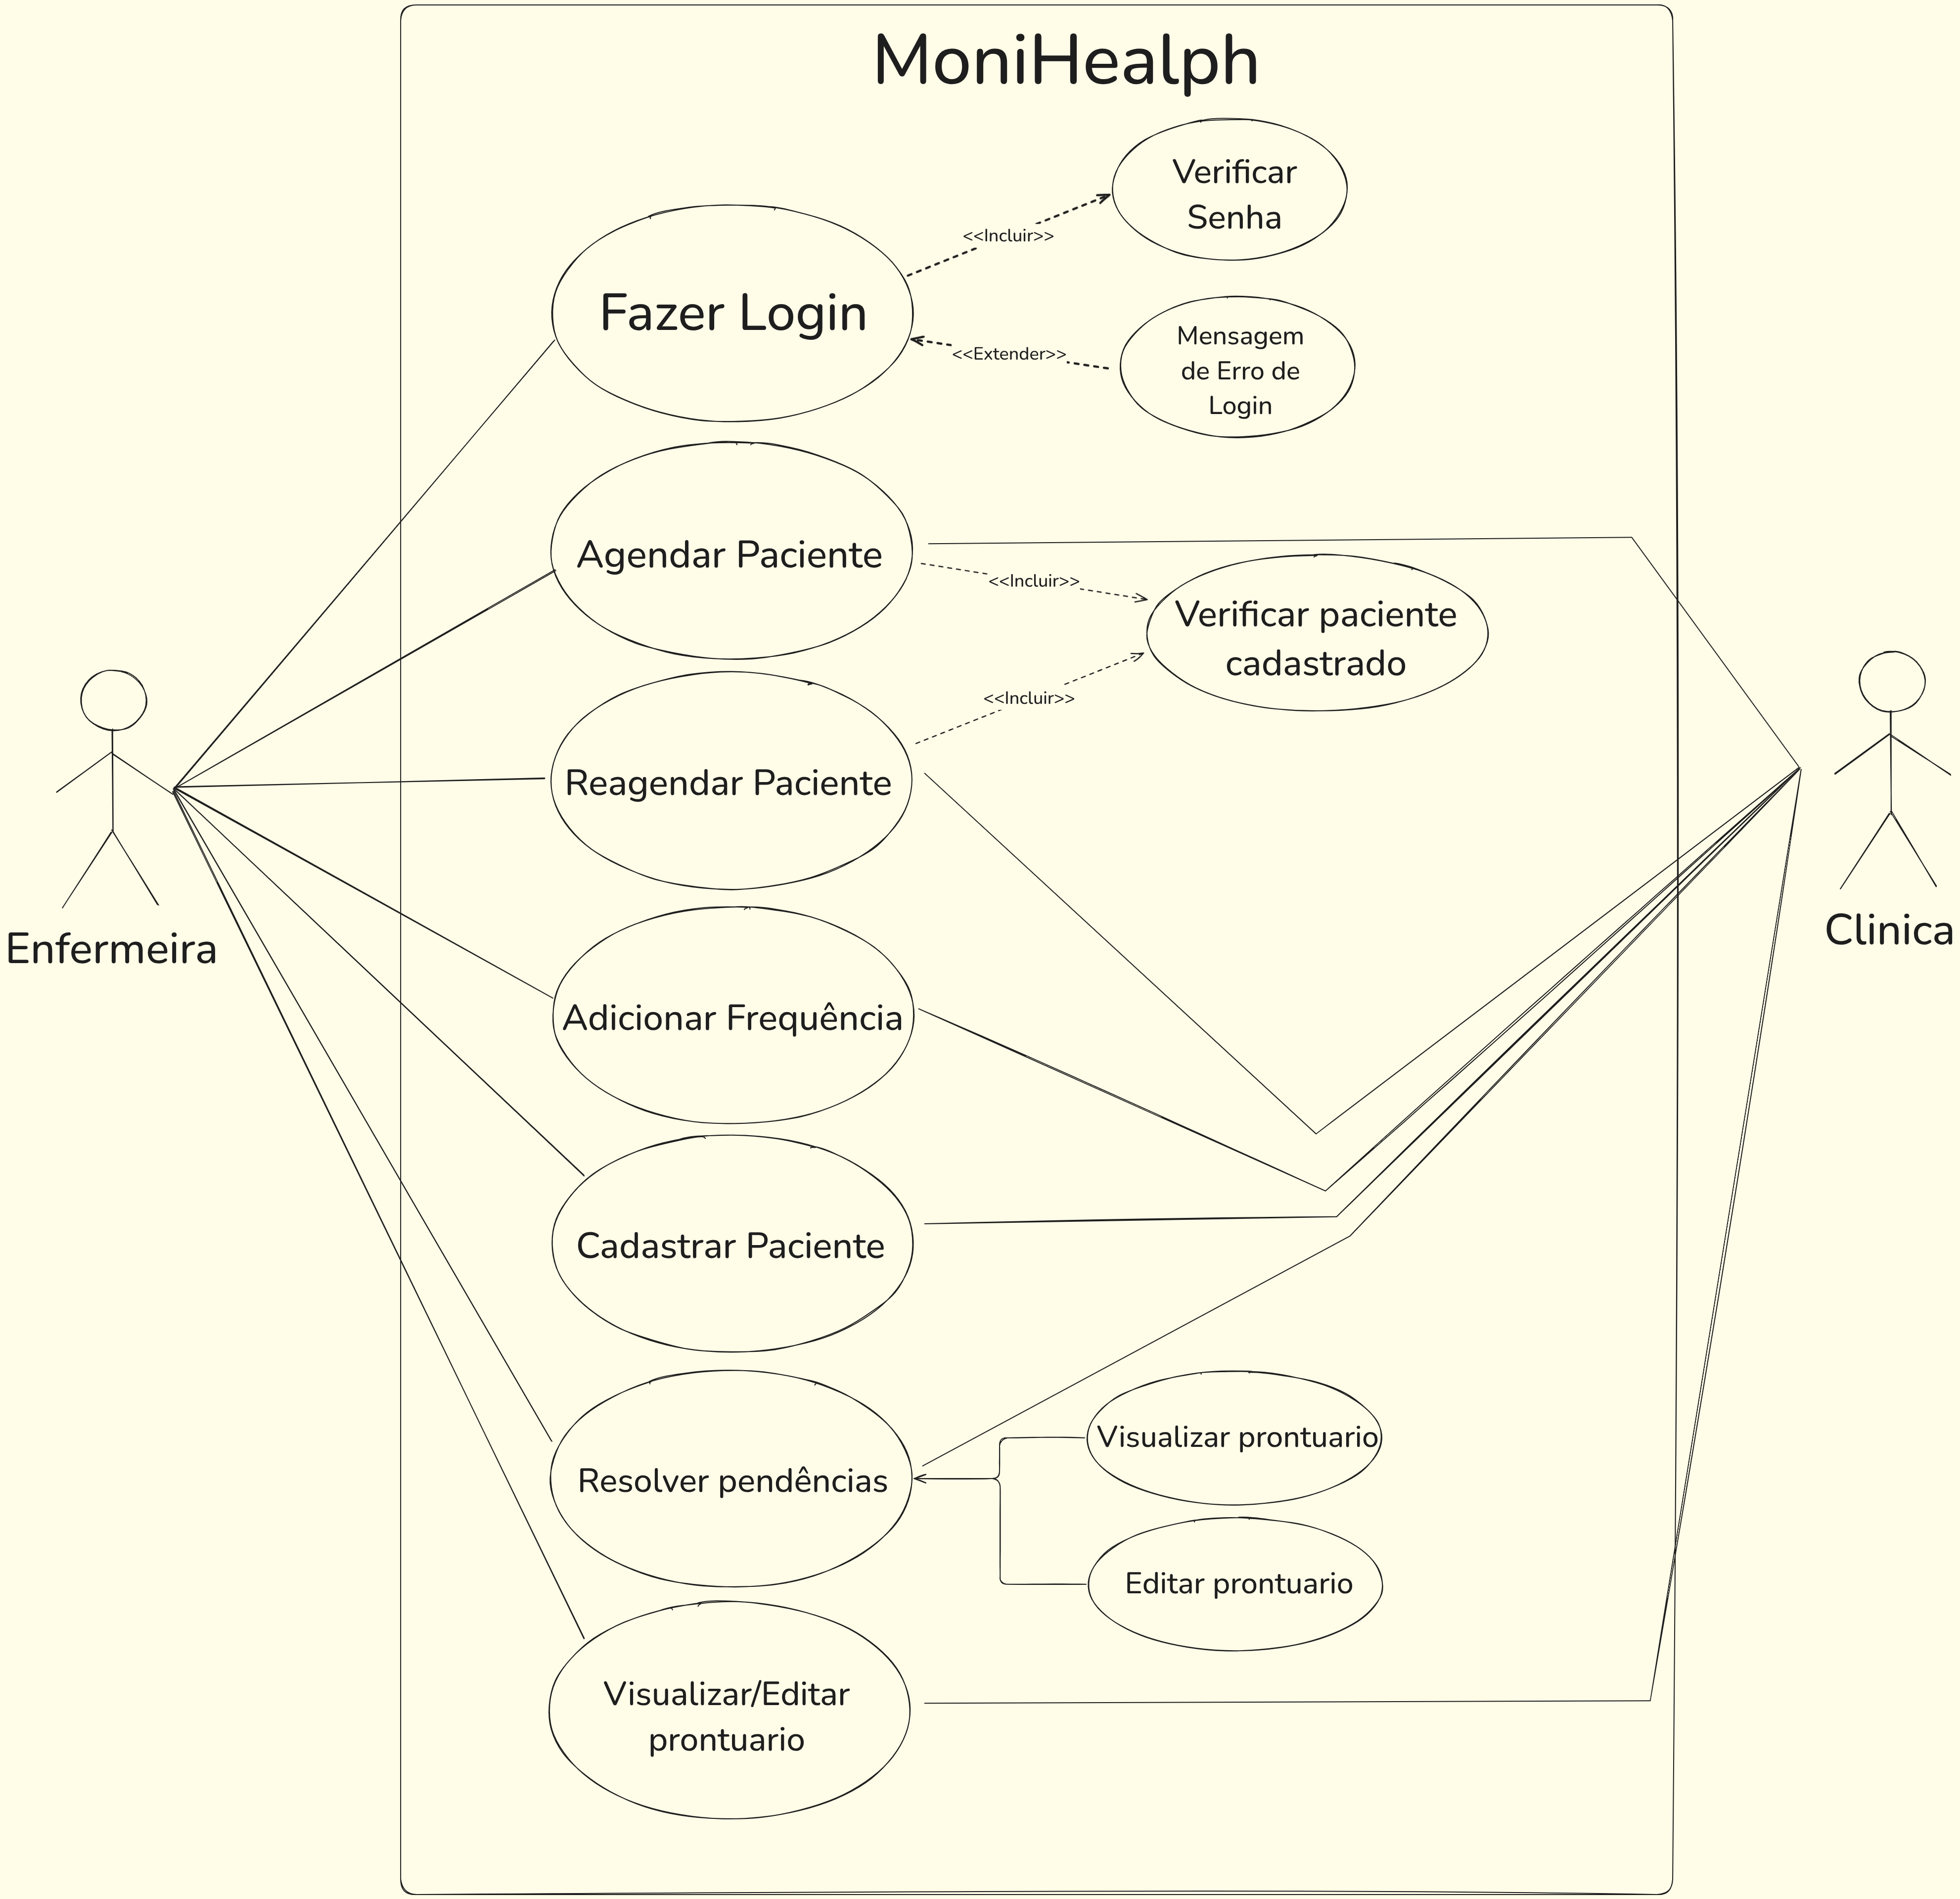 MoniHealph
Verificar
Senha
<<Incluir>>
Fazer Login
Mensagem
de Erro de
Login
<<Extender>>
Agendar Paciente
<<Incluir>>
Verificar paciente
cadastrado
<<Incluir>>
Reagendar Paciente
Enfermeira
Clinica
Adicionar Frequência
Cadastrar Paciente
Visualizar prontuario
Resolver pendências
Editar prontuario
Visualizar/Editar
prontuario